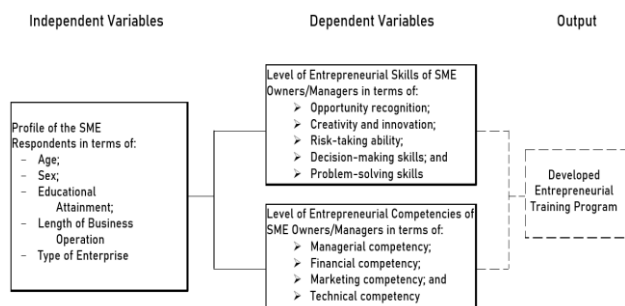 Independent Variables
Dependent Variables
Output
Profile of the SME
Respondents in terms of:
- Age;
- Sex;
- Educational
Attainment;
- Length of Business
Operation
- Type of Enterprise
Level of Entrepreneurial Skills of SME
Owners/Managers in terms of:
➤ Opportunity recognition;
➤ Creativity and innovation;
➤ Risk-taking ability;
➤ Decision-making skills; and
➤ Problem-solving skills
Level of Entrepreneurial Competencies of
SME Owners/Managers in terms of:
➤ Managerial competency;
➤ Financial competency;
➤ Marketing competency; and
➤ Technical competency
Developed
Entrepreneurial
Training Program